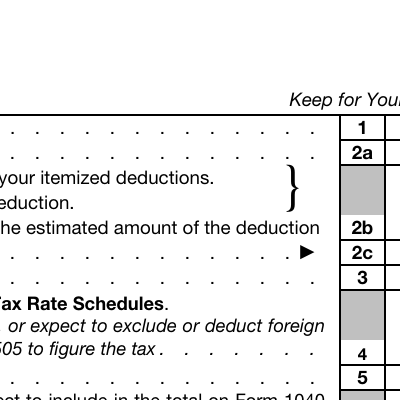 Keep for Your
. . . . . . . . . . . . . 1
. . . . . . . . . . . . . 2a
your itemized deductions. }
eduction.
he estimated amount of the deduction 2b
. . . . . . . . . . . . ▶ 2c
. . . . . . . . . . . . . 3
Tax Rate Schedules.
. or expect to exclude or deduct foreign
505 to figure the tax . . . . . . . 4
. . . . . . . . . . . . . 5
ect to include in the total on Form 1040